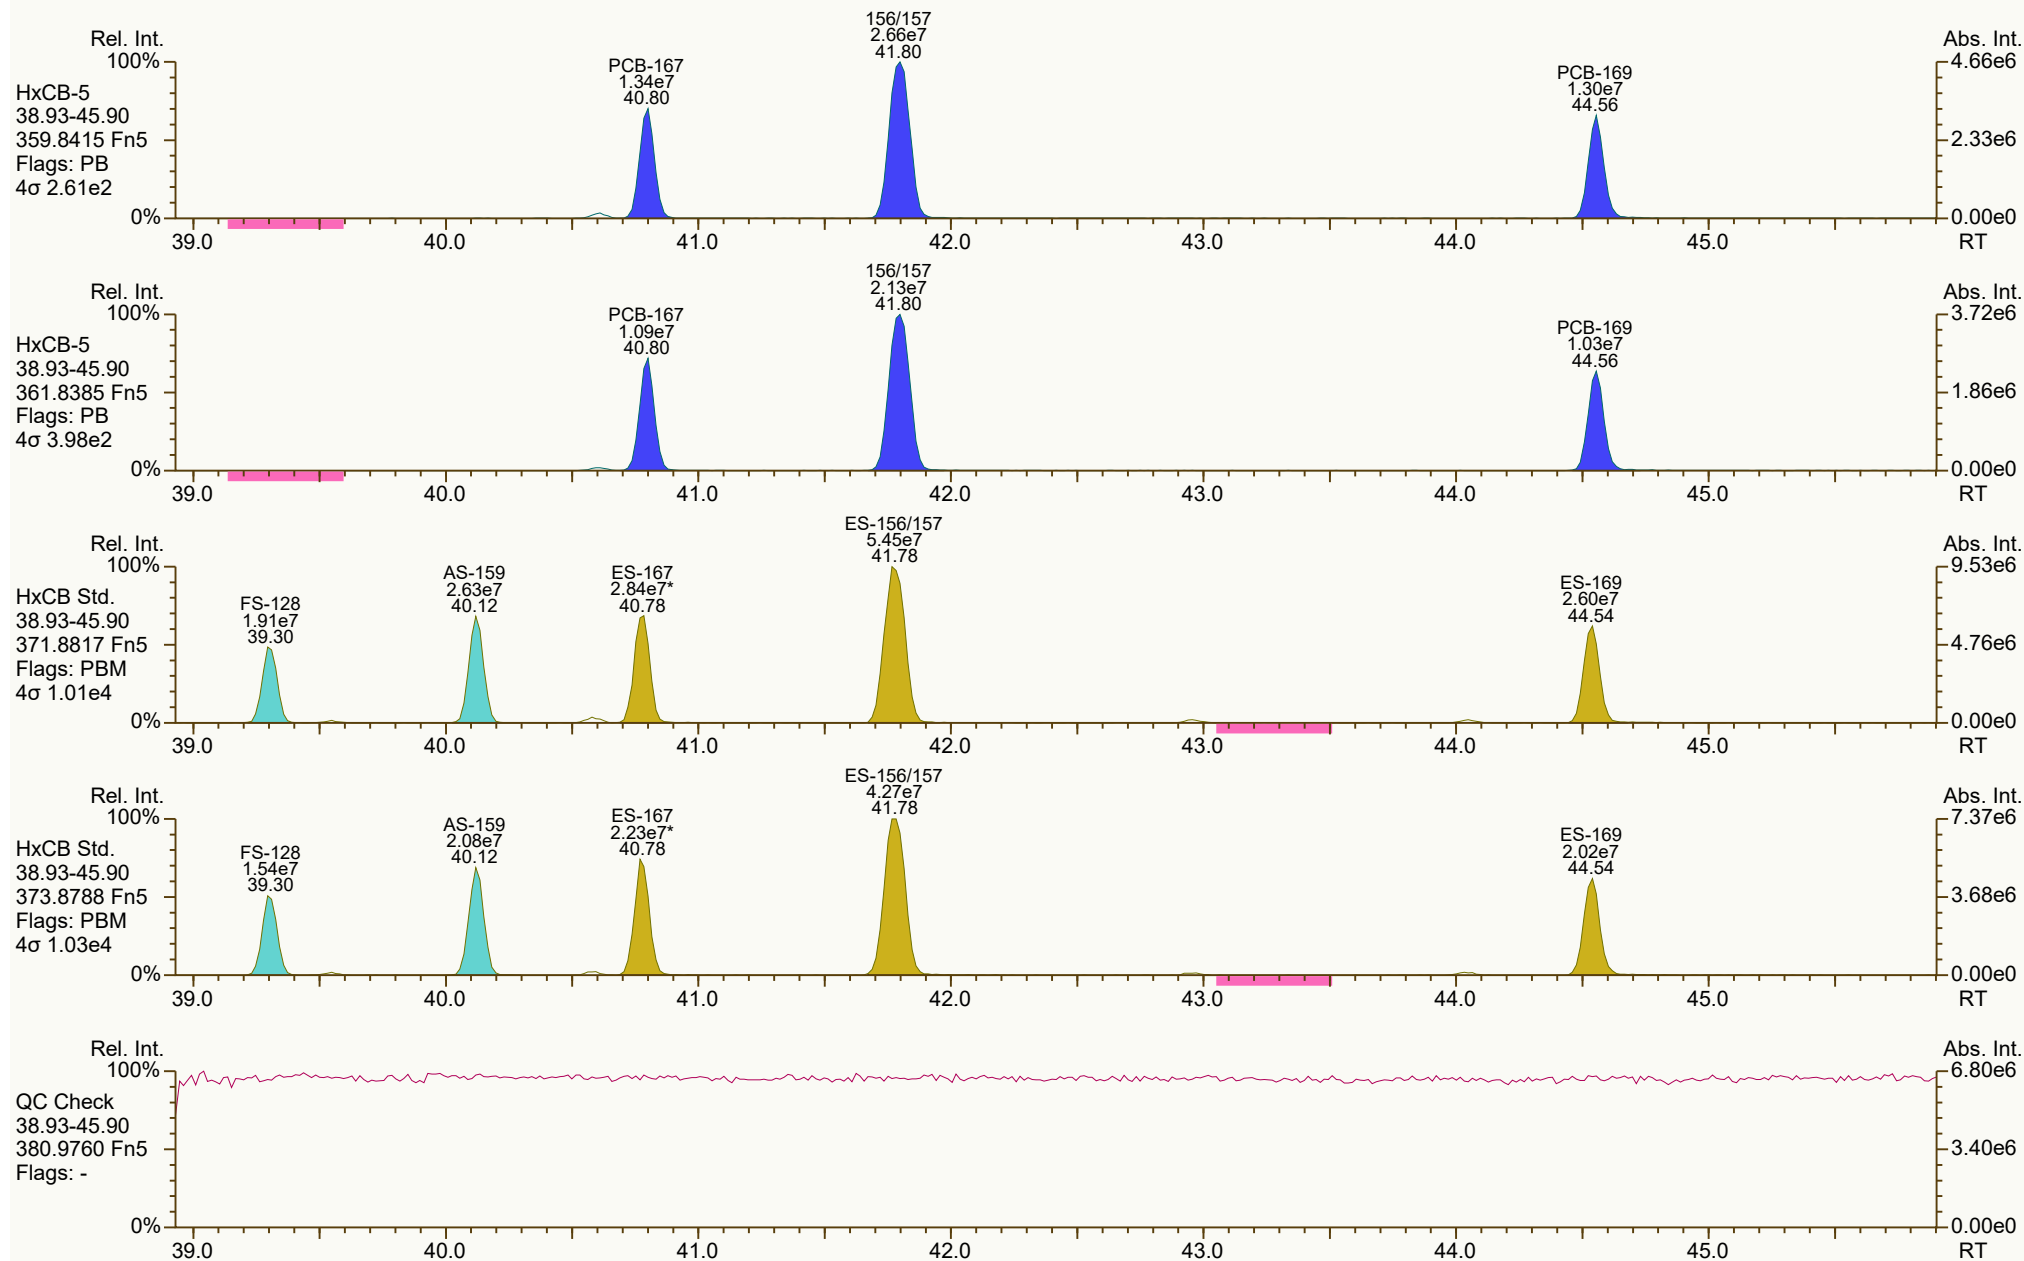 156/157
2.66e7
41.80
Rel. Int.
Abs. Int.
100%
4.66e6
PCB-167
1.34e7
40.80
PCB-169
1.30e7
44.56
HxCB-5
38.93-45.90
359.8415 Fn5
Flags: PB
4σ 2.61e2
2.33e6
0%
0.00e0
39.0 40.0 41.0 42.0 43.0 44.0 45.0 RT
156/157
2.13e7
41.80
Rel. Int.
Abs. Int.
100%
3.72e6
PCB-167
1.09e7
40.80
PCB-169
1.03e7
44.56
HxCB-5
38.93-45.90
361.8385 Fn5
Flags: PB
4σ 3.98e2
1.86e6
0%
0.00e0
39.0 40.0 41.0 42.0 43.0 44.0 45.0 RT
ES-156/157
5.45e7
41.78
Rel. Int.
Abs. Int.
100%
9.53e6
FS-128
1.91e7
39.30
AS-159
2.63e7
40.12
ES-167
2.84e7*
40.78
ES-169
2.60e7
44.54
HxCB Std.
38.93-45.90
371.8817 Fn5
Flags: PBM
4σ 1.01e4
4.76e6
0%
0.00e0
39.0 40.0 41.0 42.0 43.0 44.0 45.0 RT
ES-156/157
4.27e7
41.78
Rel. Int.
Abs. Int.
100%
7.37e6
FS-128
1.54e7
39.30
AS-159
2.08e7
40.12
ES-167
2.23e7*
40.78
ES-169
2.02e7
44.54
HxCB Std.
38.93-45.90
373.8788 Fn5
Flags: PBM
4σ 1.03e4
3.68e6
0%
0.00e0
39.0 40.0 41.0 42.0 43.0 44.0 45.0 RT
Rel. Int.
Abs. Int.
100%
6.80e6
QC Check
38.93-45.90
380.9760 Fn5
Flags: -
3.40e6
0%
0.00e0
39.0 40.0 41.0 42.0 43.0 44.0 45.0 RT